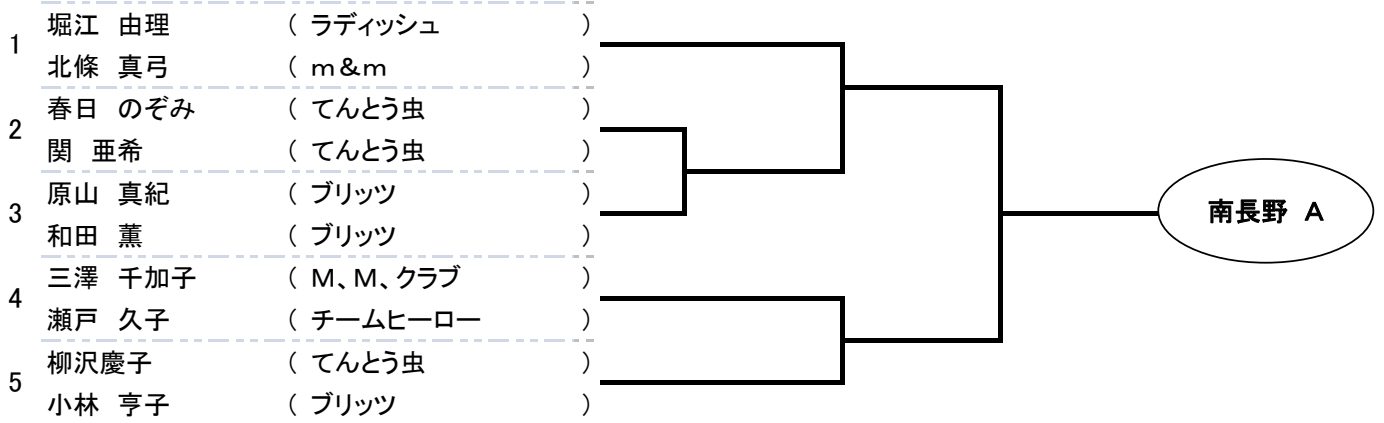 堀江　由理 （ ラディッシュ ）
1
北條　真弓 （ ｍ＆ｍ ）
春日　のぞみ （ てんとう虫 ）
2
関　亜希 （ てんとう虫 ）
原山　真紀 （ ブリッツ ）
3
和田　薫 （ ブリッツ ）
三澤　千加子 （ Ｍ、Ｍ、クラブ ）
4
瀬戸　久子 （ チームヒーロー ）
柳沢慶子 （ てんとう虫 ）
5
小林　亨子 （ ブリッツ ）
南長野　Ａ